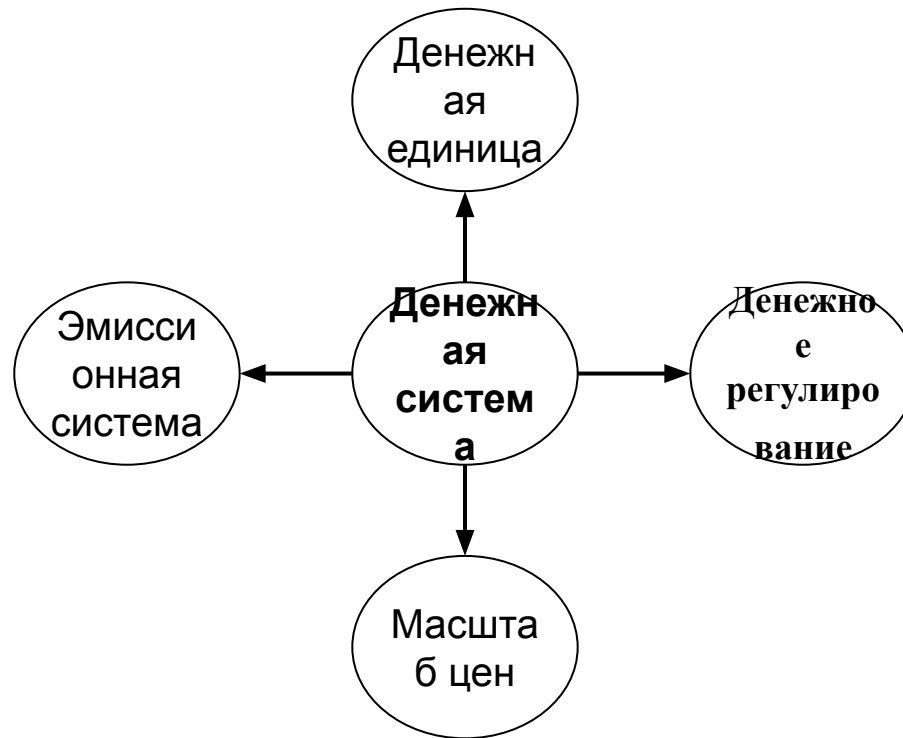 Денежн
ая
единица
Эмисси
онная
система
Денежн
ая
систем
а
Денежно
е
регулиро
вание
Масшта
б цен